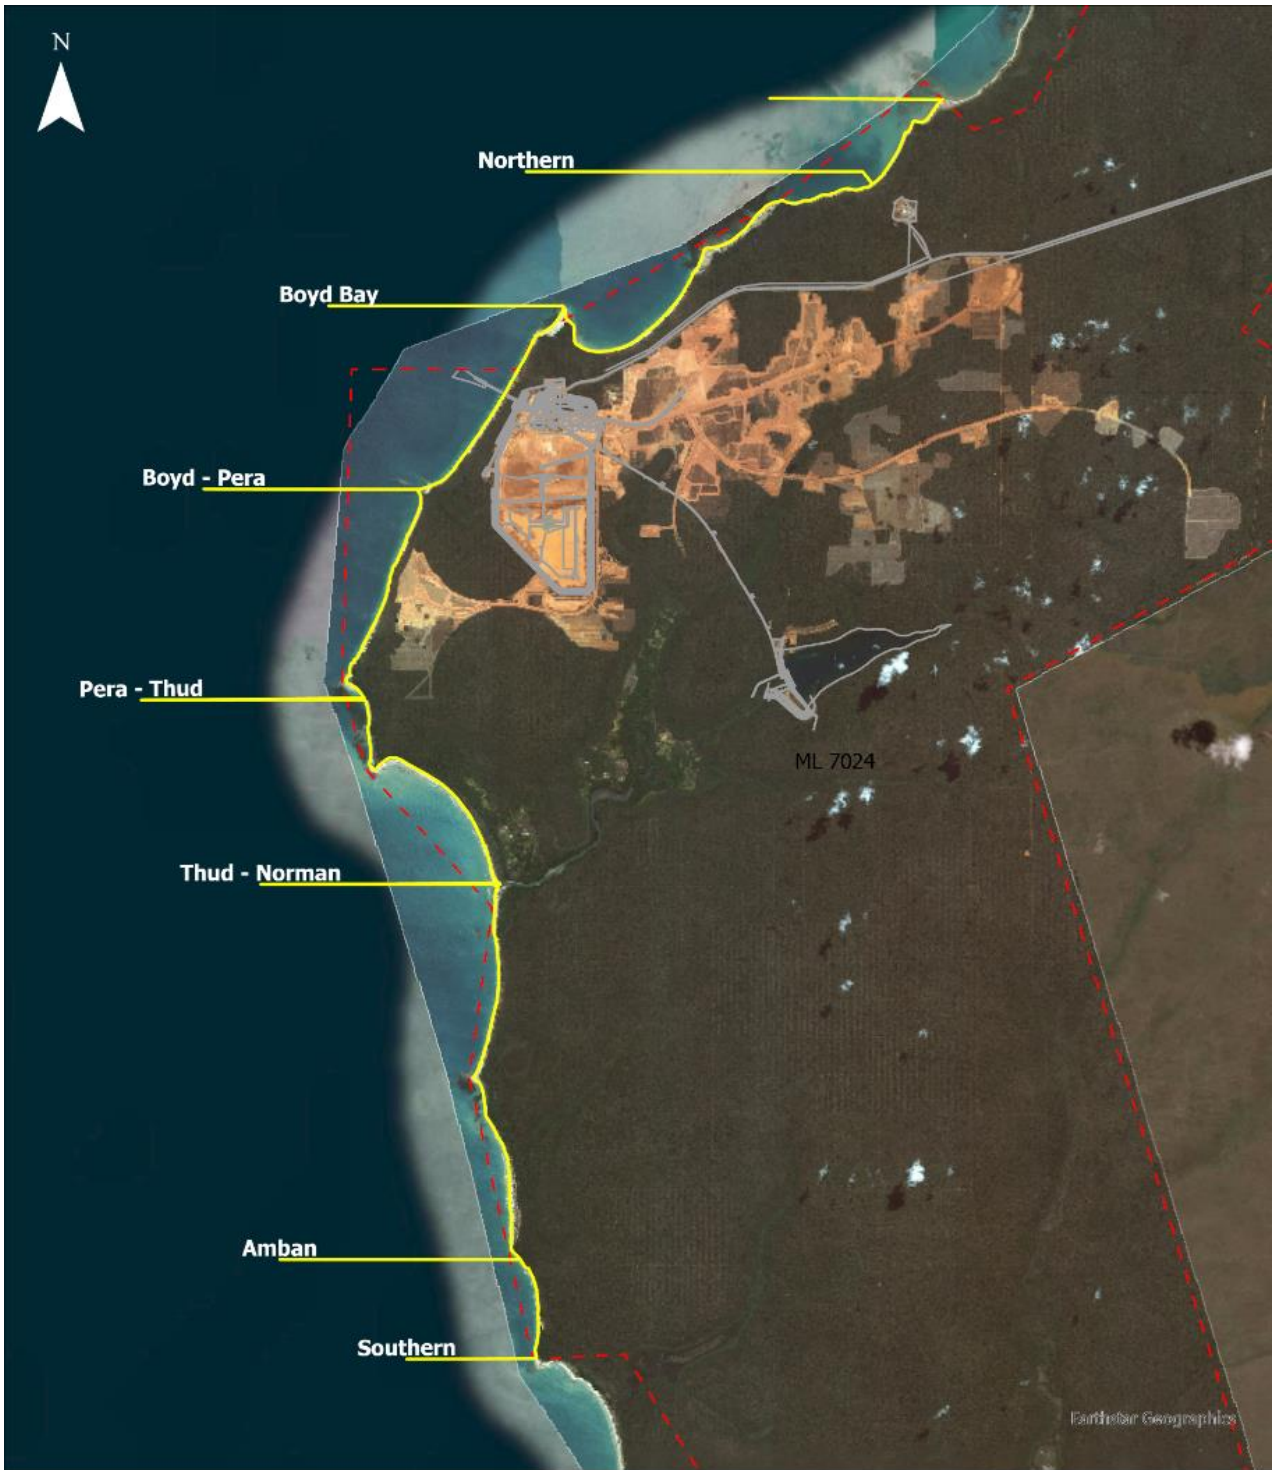 N
Northern
Boyd Bay
Boyd - Pera
Pera - Thud
ML 7024
Thud - Norman
Amban
Southern
Earthstar Geographics